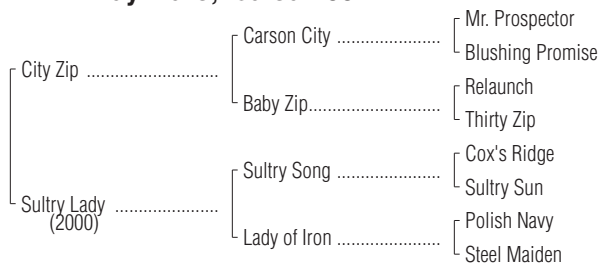 Mr. Prospector
Carson City
Blushing Promise
City Zip
Relaunch
Baby Zip
Thirty Zip
Cox's Ridge
Sultry Song
Sultry Sun
Sultry Lady
(2000)
Polish Navy
Lady of Iron
Steel Maiden